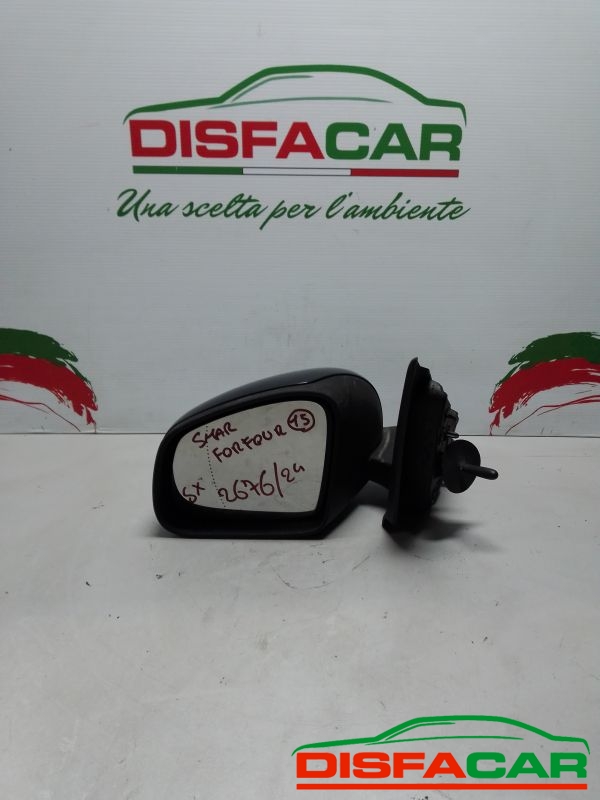 DISFACAR
Una scelta per l'ambiente
SMAR
FORFOUR 15
SX
2676/24
DISFACAR